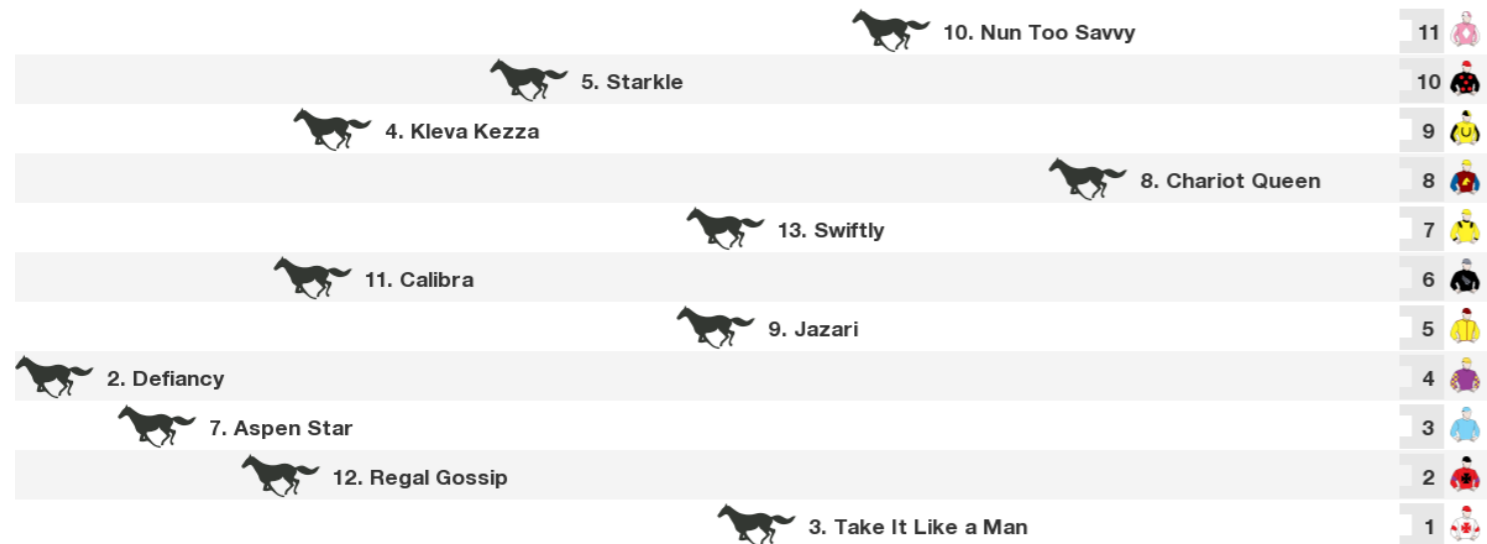 10. Nun Too Savvy 11
5. Starkle 10
4. Kleva Kezza 9
8. Chariot Queen 8
13. Swiftly 7
11. Calibra 6
9. Jazari 5
2. Defiancy 4
7. Aspen Star 3
12. Regal Gossip 2
3. Take It Like a Man 1